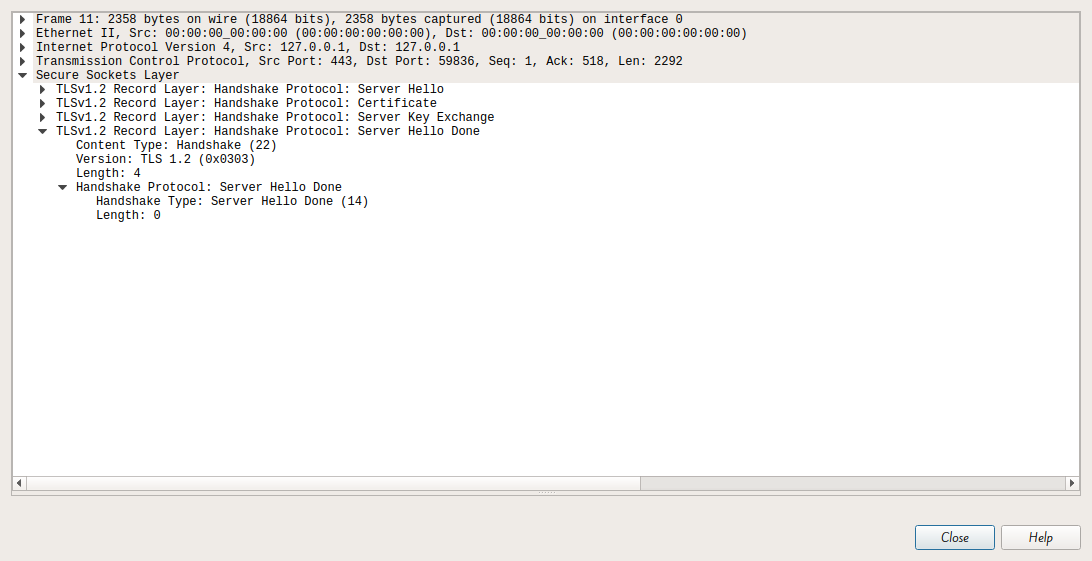 Frame 11: 2358 bytes on wire (18864 bits), 2358 bytes captured (18864 bits) on interface 0
Ethernet II, Src: 00:00:00_00:00:00 (00:00:00:00:00:00), Dst: 00:00:00_00:00:00 (00:00:00:00:00:00)
Internet Protocol Version 4, Src: 127.0.0.1, Dst: 127.0.0.1
Transmission Control Protocol, Src Port: 443, Dst Port: 59836, Seq: 1, Ack: 518, Len: 2292
Secure Sockets Layer
TLSv1.2 Record Layer: Handshake Protocol: Server Hello
TLSv1.2 Record Layer: Handshake Protocol: Certificate
TLSv1.2 Record Layer: Handshake Protocol: Server Key Exchange
TLSv1.2 Record Layer: Handshake Protocol: Server Hello Done
Content Type: Handshake (22)
Version: TLS 1.2 (0x0303)
Length: 4
Handshake Protocol: Server Hello Done
Handshake Type: Server Hello Done (14)
Length: 0
Close Help